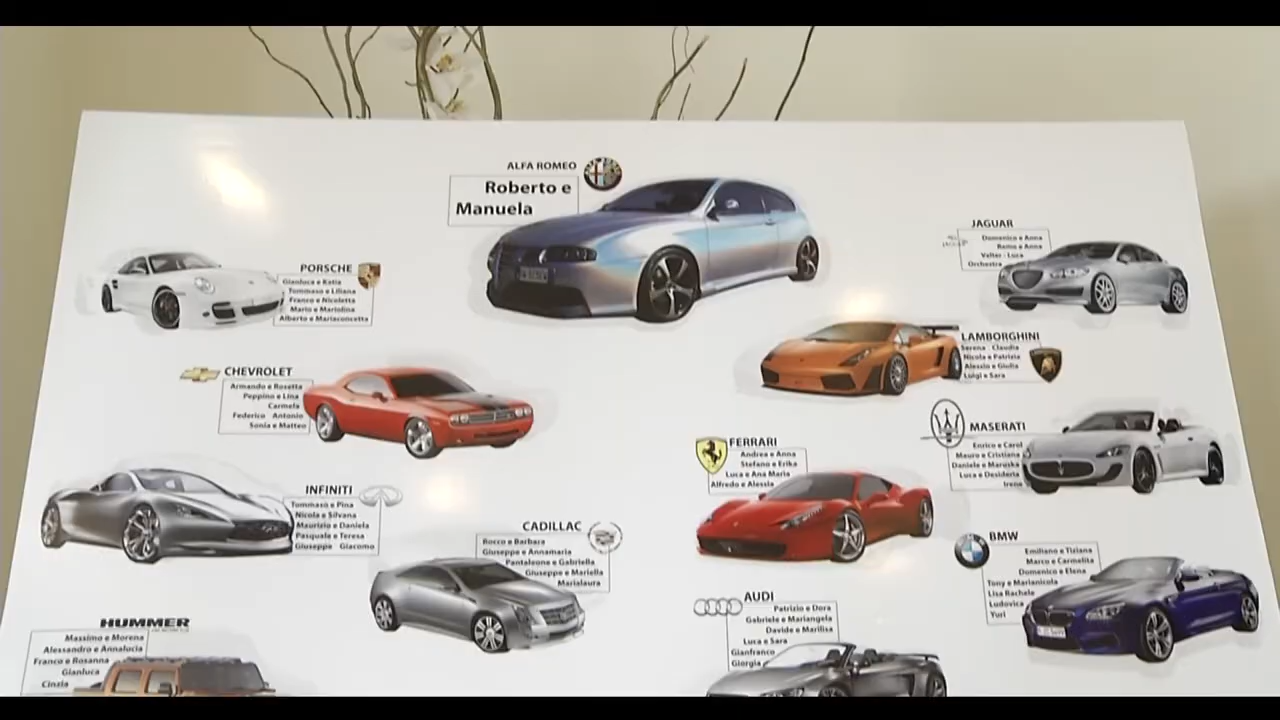 ALFA ROMEO
Roberto e
Manuela
JAGUAR
Domenico e Anna
Remo e Anna
Valter Luca
Orchestra
PORSCHE
Gianluca e Katia
Tommaso e Liliana
Franco e Nicoletta
Mario e Mariolina
Alberto e Mariaconcetta
LAMBORGHINI
Serena Claudia
Nicola e Patrizia
Alessio e Giulia
Luigi e Sara
CHEVROLET
Armando e Rosetta
Peppino e Lina
Carmela
Federico Antonio
Sonia e Matteo
MASERATI
Enrico e Carol
Mauro e Cristiana
Daniele e Maruska
Luca e Desideria
Irene
FERRARI
Andrea e Anna
Stefano e Erika
Luca e Ana Maria
Alfredo e Alessia
INFINITI
Tommaso e Pina
Nicola e Silvana
Maurizio e Daniela
Pasquale e Teresa
Giuseppe Giacomo
CADILLAC
Rocco e Barbara
Giuseppe e Annamaria
Pantaleone e Gabriella
Giuseppe e Mariella
Marialaura
BMW
Emiliano e Tiziana
Marco e Carmelita
Domenico e Elena
Tony e Marianicola
Lisa Rachele
Ludovica
Yuri
AUDI
Patrizio e Dora
Gabriele e Mariangela
Davide e Marilisa
Luca e Sara
Gianfranco
Giorgia
HUMMER
Massimo e Morena
Alessandro e Annalucia
Franco e Rosanna
Gianluca
Cinzia